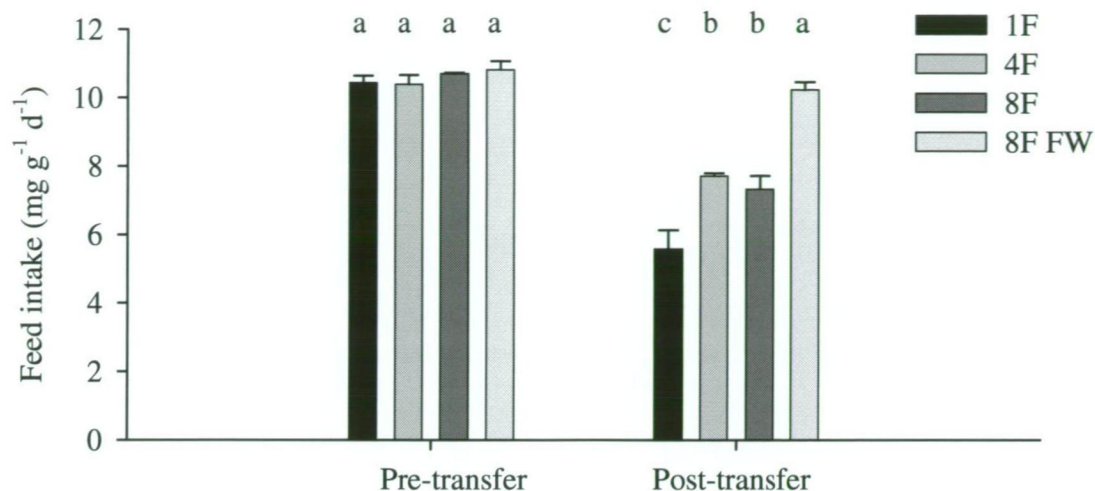 a a a a c b b a
1F
4F
8F
8F FW
12
10
8
6
4
2
0
Feed intake (mg g⁻¹ d⁻¹)
Pre-transfer Post-transfer